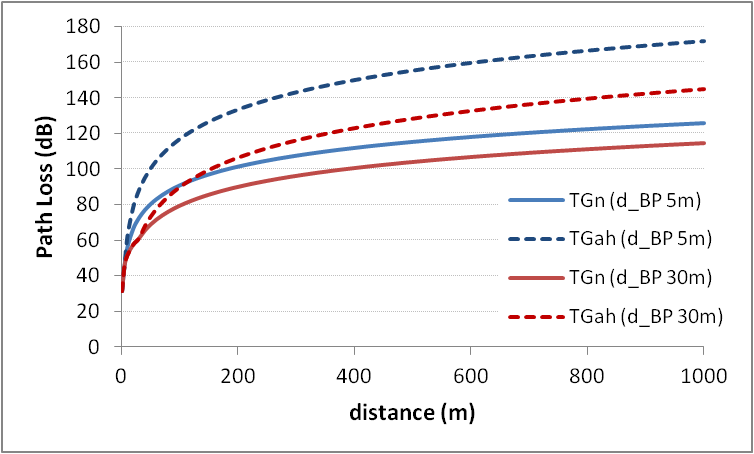 180
160
140
120
100
80
60
40
20
0
Path Loss (dB)
TGn (d_BP 5m)
TGah (d_BP 5m)
TGn (d_BP 30m)
TGah (d_BP 30m)
0 200 400 600 800 1000
distance (m)